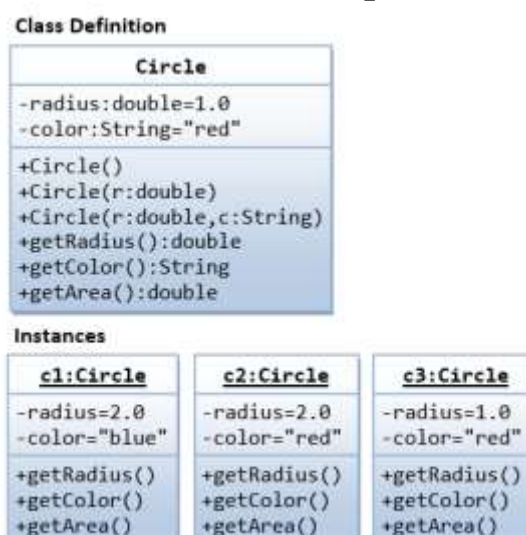 Class Definition
Circle
-radius:double=1.0
-color:String="red"
+Circle()
+Circle(r:double)
+Circle(r:double,c:String)
+getRadius():double
+getColor():String
+getArea():double
Instances
c1:Circle
-radius=2.0
-color="blue"
+getRadius()
+getColor()
+getArea()
c2:Circle
-radius=2.0
-color="red"
+getRadius()
+getColor()
+getArea()
c3:Circle
-radius=1.0
-color="red"
+getRadius()
+getColor()
+getArea()